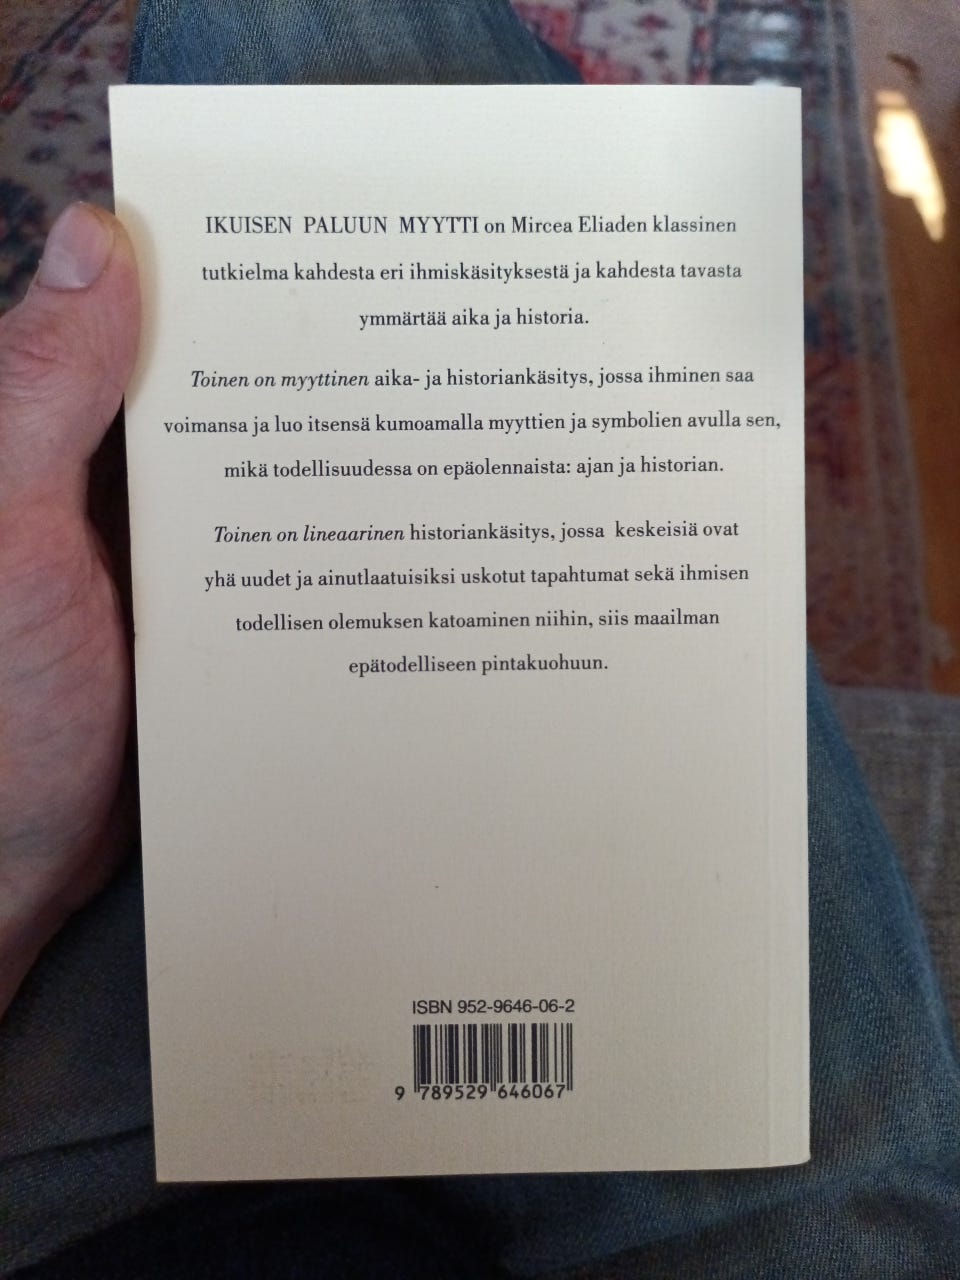 IKUISEN PALUUN MYYTTI on Mircea Eliaden klassinen
tutkielma kahdesta eri ihmiskäsityksestä ja kahdesta tavasta
ymmärtää aika ja historia.
Toinen on myyttinen aika- ja historiankäsitys, jossa ihminen saa
voimansa ja luo itsensä kumoamalla myyttien ja symbolien avulla sen,
mikä todellisuudessa on epäolennaista: ajan ja historian.
Toinen on lineaarinen historiankäsitys, jossa keskeisiä ovat
yhä uudet ja ainutlaatuisiksi uskotut tapahtumat sekä ihmisen
todellisen olemuksen katoaminen niihin, siis maailman
epätodelliseen pintakuohuun.
ISBN 952-9646-06-2
9 789529 646067